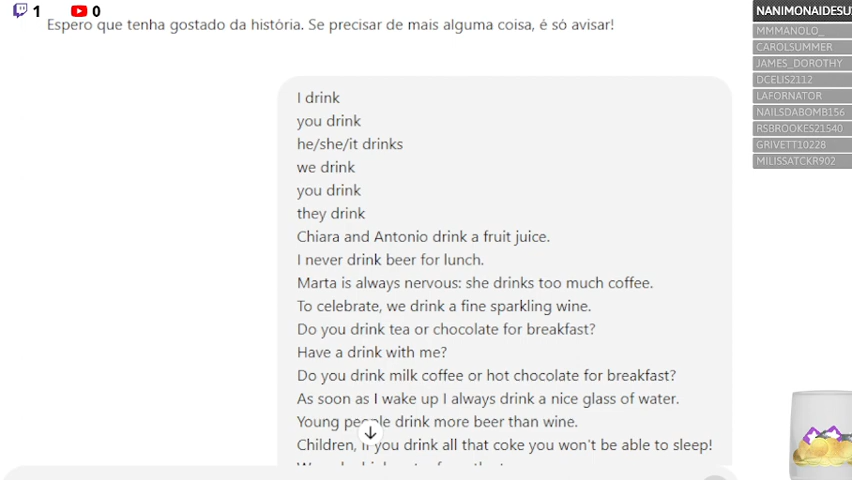 1 0
Espero que tenha gostado da história. Se precisar de mais alguma coisa, é só avisar!
I drink
you drink
he/she/it drinks
we drink
you drink
they drink
Chiara and Antonio drink a fruit juice.
I never drink beer for lunch.
Marta is always nervous: she drinks too much coffee.
To celebrate, we drink a fine sparkling wine.
Do you drink tea or chocolate for breakfast?
Have a drink with me?
Do you drink milk coffee or hot chocolate for breakfast?
As soon as I wake up I always drink a nice glass of water.
Young people drink more beer than wine.
Children, if you drink all that coke you won't be able to sleep!
NANIMONAIDESU
MMMANOLO_
CAROLSUMMER
JAMES_DOROTHY
DCELIS2112
LAFORNATOR
NAILSDABOMB156
RSBROOKES21540
GRIVETT10228
MILISSATCKR902